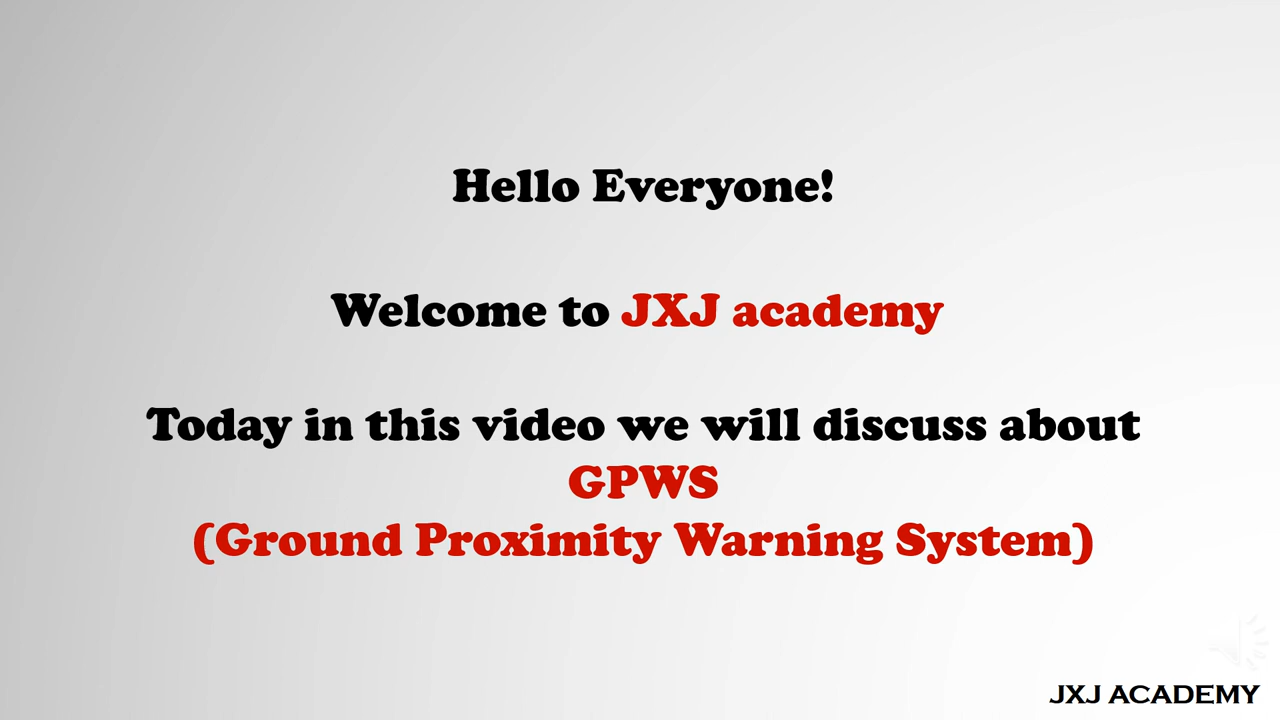 Hello Everyone!
Welcome to JXJ academy
Today in this video we will discuss about
GPWS
(Ground Proximity Warning System)
JXJ ACADEMY